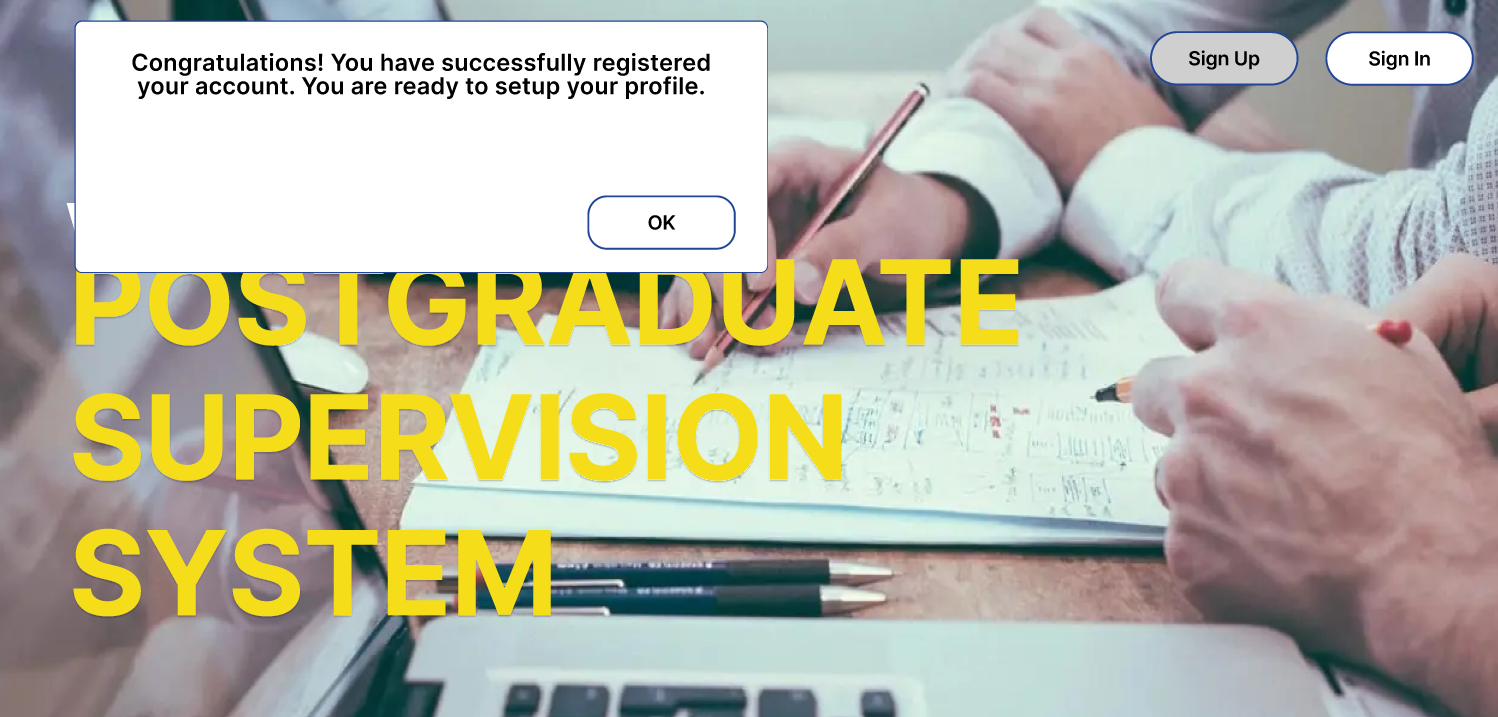 Congratulations! You have successfully registered
your account. You are ready to setup your profile.
OK
Sign Up
Sign In
POSTGRADUATE
SUPERVISION
SYSTEM